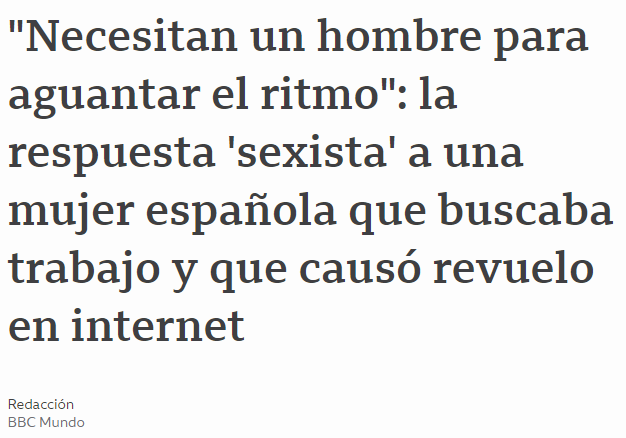 "Necesitan un hombre para
aguantar el ritmo": la
respuesta 'sexista' a una
mujer española que buscaba
trabajo y que causó revuelo
en internet
Redacción
BBC Mundo